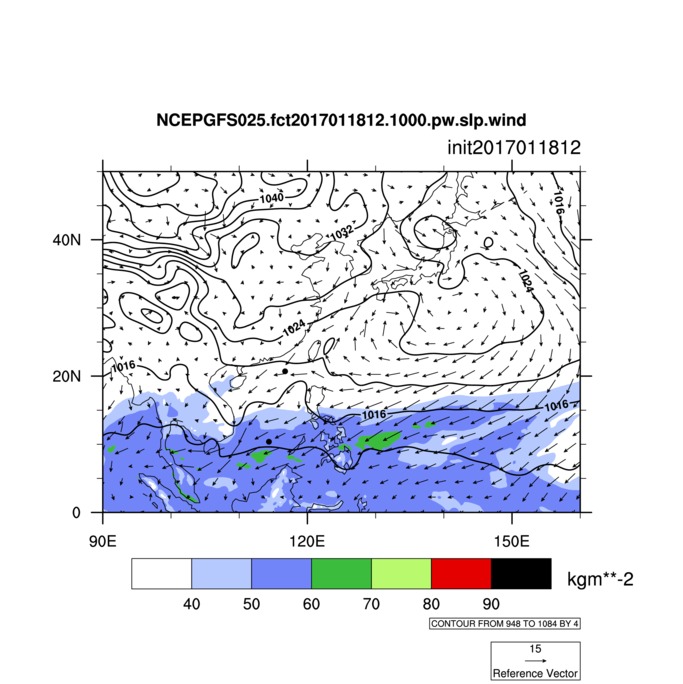 NCEPGFS025.fct2017011812.1000.pw.slp.wind
init2017011812
1040
1016
1032
40N
1024
1024
1016
20N
1016
1016
0
90E 120E 150E
kgm**-2
40 50 60 70 80 90
CONTOUR FROM 948 TO 1084 BY 4
15
Reference Vector